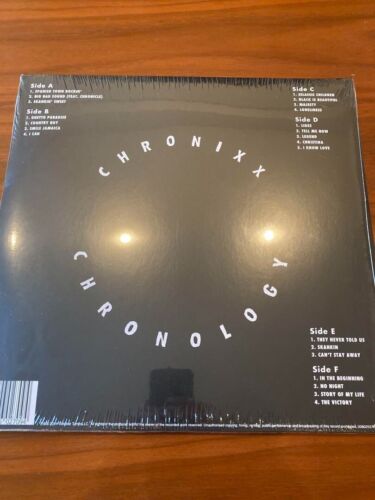 Side A
1. SPANISH TOWN ROCKIN'
2. BIG BAD SOUND (FEAT. CHRONICLE)
3. SKANKIN' SWEET
Side B
1. GHETTO PARADISE
2. COUNTRY BOY
3. SMILE JAMAICA
4. I CAN
Side C
1. SELASSIE CHILDREN
2. BLACK IS BEAUTIFUL
3. MAJESTY
4. LONELINESS
Side D
1. LIKES
2. TELL ME NOW
3. LEGEND
4. CHRISTINA
5. I KNOW LOVE
CHRONIXX
CHRONOLOGY
Side E
1. THEY NEVER TOLD US
2. SKANKIN
3. CAN'T STAY AWAY
Side F
1. IN THE BEGINNING
2. NO NIGHT
3. STORY OF MY LIFE
4. THE VICTORY